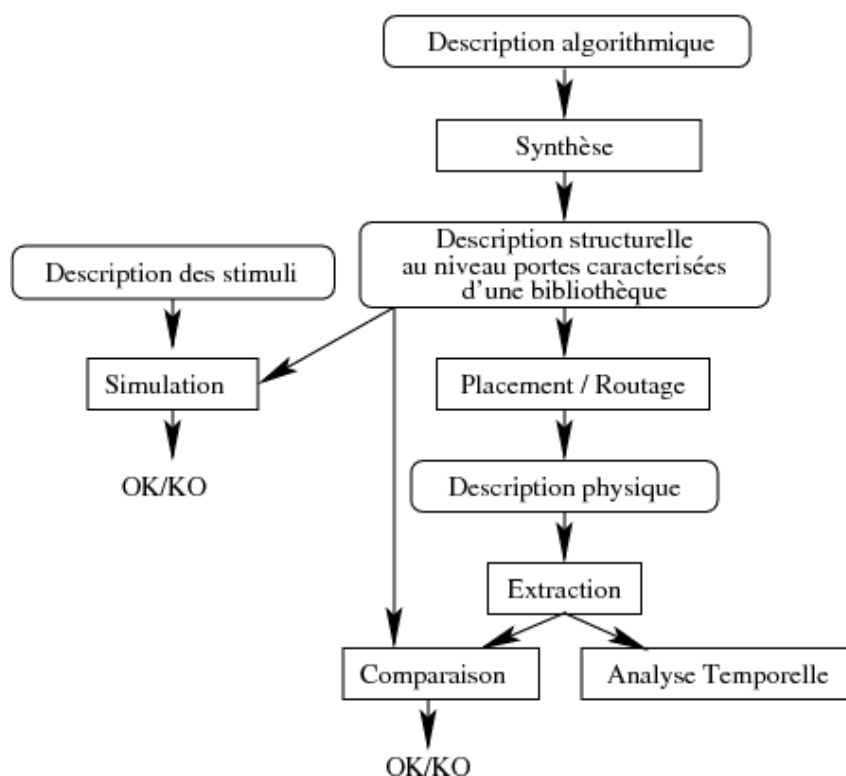 Description algorithmique
Synthèse
Description structurelle
au niveau portes caracterisées
d'une bibliothèque
Description des stimuli
Simulation
Placement / Routage
OK/KO
Description physique
Extraction
Comparaison
Analyse Temporelle
OK/KO